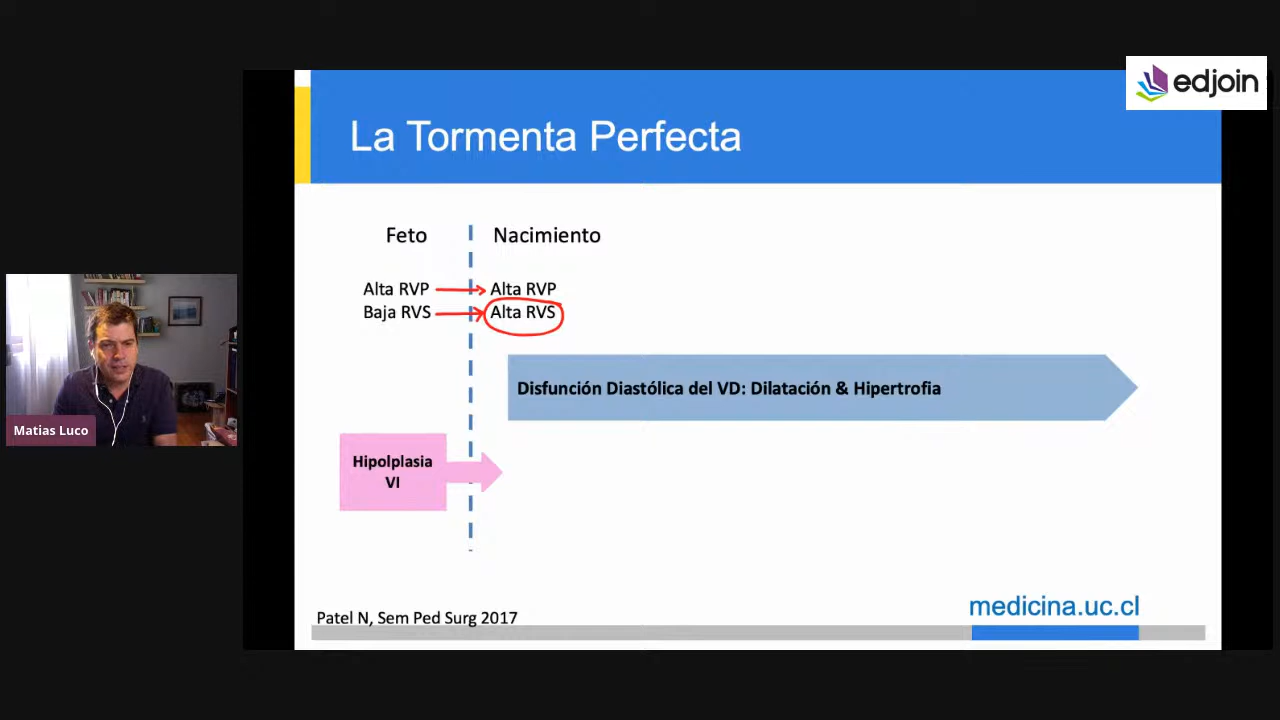 edjoin
La Tormenta Perfecta
Feto
Nacimiento
Alta RVP
Alta RVP
Baja RVS
Alta RVS
Disfunción Diastólica del VD: Dilatación & Hipertrofia
Matias Luco
Hipolplasia
VI
medicina.uc.cl
Patel N, Sem Ped Surg 2017